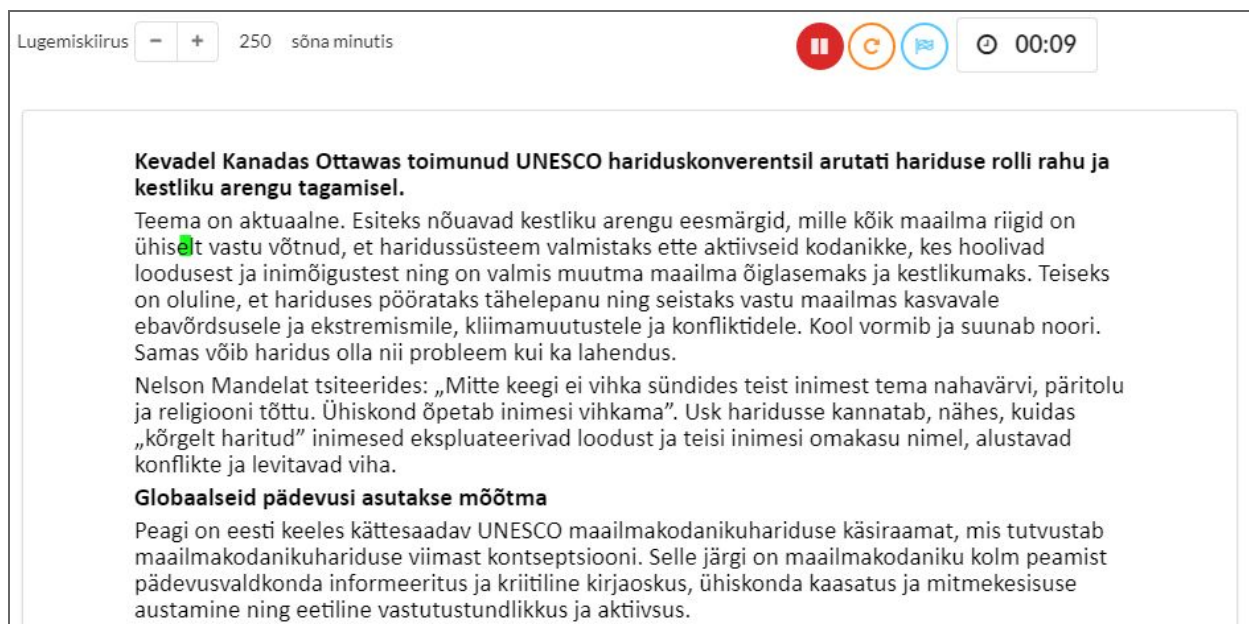 Lugemiskiirus − + 250 sõna minutis 00:09
Kevadel Kanadas Ottawas toimunud UNESCO hariduskonverentsil arutati hariduse rolli rahu ja
kestliku arengu tagamisel.
Teema on aktuaalne. Esiteks nõuavad kestliku arengu eesmärgid, mille kõik maailma riigid on
ühiselt vastu võtnud, et haridussüsteem valmistaks ette aktiivseid kodanikke, kes hoolivad
loodusest ja inimõigustest ning on valmis muutma maailma õiglasemaks ja kestlikumaks. Teiseks
on oluline, et hariduses pöörataks tähelepanu ning seistaks vastu maailmas kasvavale
ebavõrdsusele ja ekstremismile, kliimamuutustele ja konfliktidele. Kool vormib ja suunab noori.
Samas võib haridus olla nii probleem kui ka lahendus.
Nelson Mandelat tsiteerides: „Mitte keegi ei vihka sündides teist inimest tema nahavärvi, päritolu
ja religiooni tõttu. Ühiskond õpetab inimesi vihkama”. Usk haridusse kannatab, nähes, kuidas
„kõrgelt haritud” inimesed ekspluateerivad loodust ja teisi inimesi omakasu nimel, alustavad
konflikte ja levitavad viha.
Globaalseid pädevusi asutakse mõõtma
Peagi on eesti keeles kättesaadav UNESCO maailmakodanikuhariduse käsiraamat, mis tutvustab
maailmakodanikuhariduse viimast kontseptsiooni. Selle järgi on maailmakodaniku kolm peamist
pädevusvaldkonda informeeritus ja kriitiline kirjaoskus, ühiskonda kaasatus ja mitmekesisuse
austamine ning eetiline vastutustundlikkus ja aktiivsus.